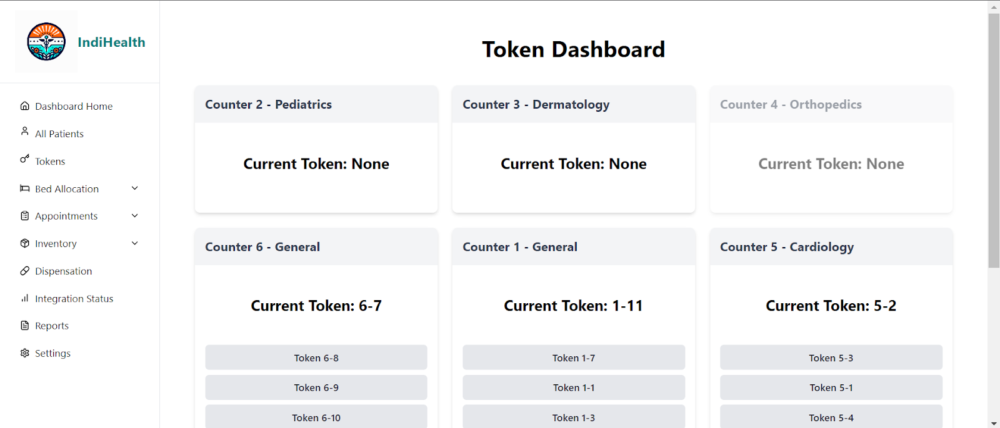 IndiHealth
Dashboard Home
All Patients
Tokens
Bed Allocation
Appointments
Inventory
Dispensation
Integration Status
Reports
Settings
Token Dashboard
Counter 2 - Pediatrics
Current Token: None
Counter 3 - Dermatology
Current Token: None
Counter 4 - Orthopedics
Current Token: None
Counter 6 - General
Current Token: 6-7
Token 6-8
Token 6-9
Token 6-10
Counter 1 - General
Current Token: 1-11
Token 1-7
Token 1-1
Token 1-3
Counter 5 - Cardiology
Current Token: 5-2
Token 5-3
Token 5-1
Token 5-4